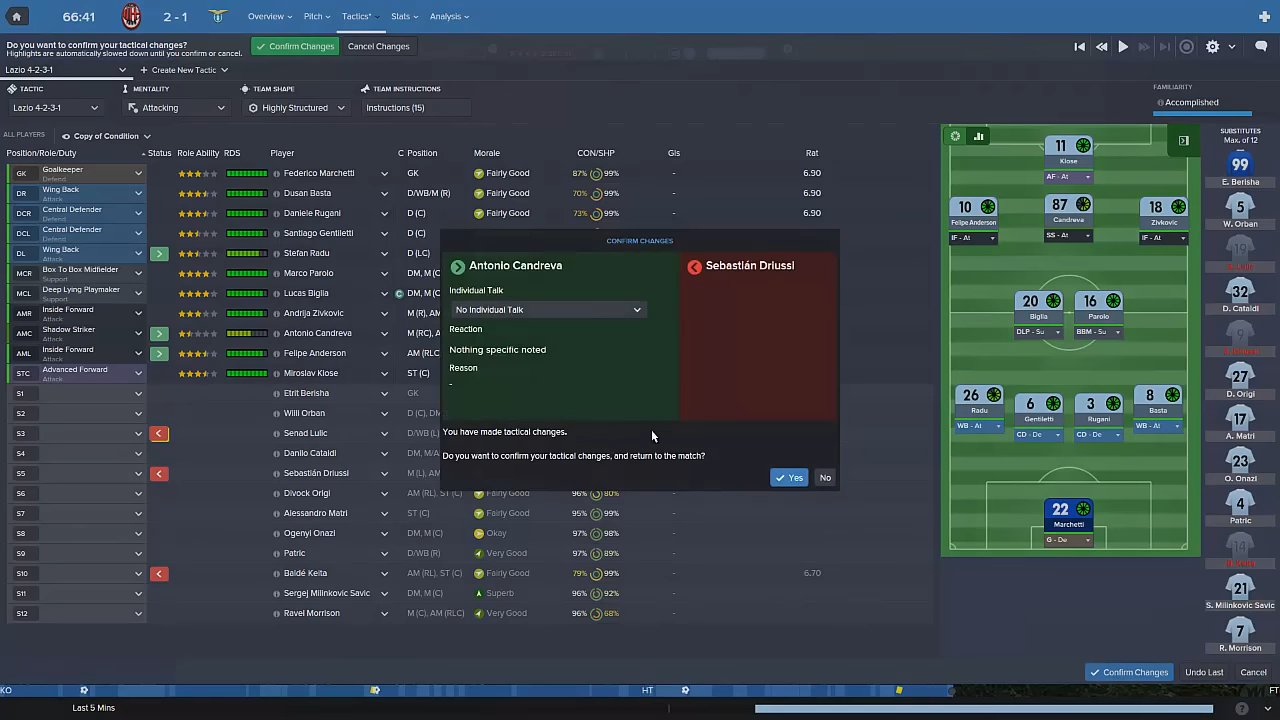 66:41
2 - 1
Overview
Pitch
Tactics*
Stats
Analysis
Do you want to confirm your tactical changes?
Highlights are automatically slowed down until you confirm or cancel.
Confirm Changes
Cancel Changes
Lazio 4-2-3-1
Create New Tactic
TACTIC
MENTALITY
TEAM SHAPE
TEAM INSTRUCTIONS
FAMILIARITY
Lazio 4-2-3-1
Attacking
Highly Structured
Instructions (15)
Accomplished
ALL PLAYERS
Copy of Condition
Position/Role/Duty Status Role Ability RDS Player C Position Morale CON/SHP Gls Rat
GK Goalkeeper Defend Federico Marchetti GK Fairly Good 87% 99% - 6.90
DR Wing Back Attack Dusan Basta D/WB/M (R) Fairly Good 70% 99% - 6.90
DCR Central Defender Defend Daniele Rugani D (C) Fairly Good 73% 99% - 6.90
DCL Central Defender Defend Santiago Gentiletti D (C)
DL Wing Back Attack Stefan Radu D (LC)
MCR Box To Box Midfielder Support Marco Parolo DM, M (C
MCL Deep Lying Playmaker Support Lucas Biglia C DM, M (C
AMR Inside Forward Attack Andrija Zivkovic
AMC Shadow Striker Attack Antonio Candreva M (RC), A
AML Inside Forward Attack Felipe Anderson AM (RLC
STC Advanced Forward Attack Miroslav Klose ST (C)
S1 Etrit Berisha GK
S2 Willi Orban D (C), DM
S3 Senad Lulic D/WB (L)
S4 Danilo Cataldi DM, M/A
S5 Sebastián Driussi M (L), AM
S6 Divock Origi AM (RL), ST (C) Fairly Good 96% 80% -
S7 Alessandro Matri ST (C) Fairly Good 95% 99% -
S8 Ogenyi Onazi DM, M (C) Okay 97% 98% -
S9 Patric D/WB (R) Very Good 97% 89% -
S10 Baldé Keita AM (RL), ST (C) Fairly Good 79% 99% - 6.70
S11 Sergej Milinkovic Savic DM, M (C) Superb 96% 92% -
S12 Ravel Morrison M (C), AM (RLC) Very Good 96% 68% -
CONFIRM CHANGES
Antonio Candreva
Sebastián Driussi
Individual Talk
No Individual Talk
Reaction
Nothing specific noted
Reason
-
You have made tactical changes.
Do you want to confirm your tactical changes, and return to the match?
Yes
No
11
Klose
AF - At
10
Felipe Anderson
IF - At
87
Candreva
SS - At
18
Zivkovic
IF - At
20
Biglia
DLP - Su
16
Parolo
BBM - Su
26
Radu
WB - At
6
Gentiletti
CD - De
3
Rugani
CD - De
8
Basta
WB - At
22
Marchetti
G - De
SUBSTITUTES
Max. of 12
99
E. Berisha
5
W. Orban
19
32
D. Cataldi
9
27
D. Origi
17
A. Matri
23
O. Onazi
4
Patric
14
21
S. Milinkovic Savic
7
R. Morrison
Confirm Changes
Undo Last
Cancel
KO
HT
FT
Last 5 Mins